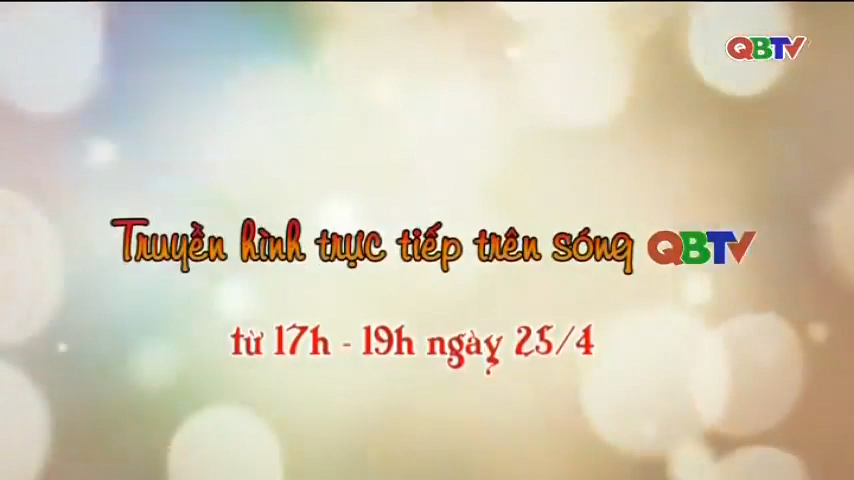 QBTV
Truyền hình trực tiếp trên sóng QBTV
từ 17h - 19h ngày 25/4